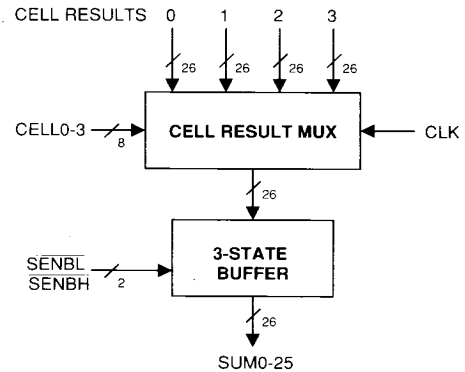 CELL RESULTS 0 1 2 3
26 26 26 26
CELL0-3 8 CELL RESULT MUX CLK
26
3-STATE
BUFFER
SENBL
SENBH 2
26
SUM0-25